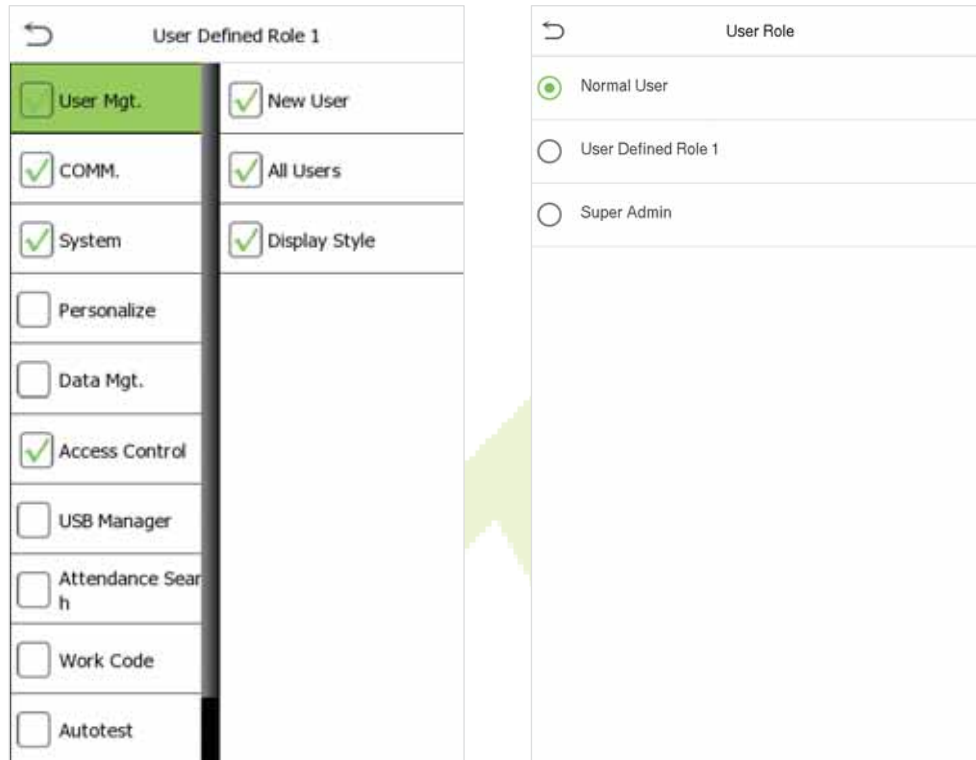 User Defined Role 1
User Mgt.
COMM.
System
Personalize
Data Mgt.
Access Control
USB Manager
Attendance Sear
h
Work Code
Autotest
New User
All Users
Display Style
User Role
Normal User
User Defined Role 1
Super Admin